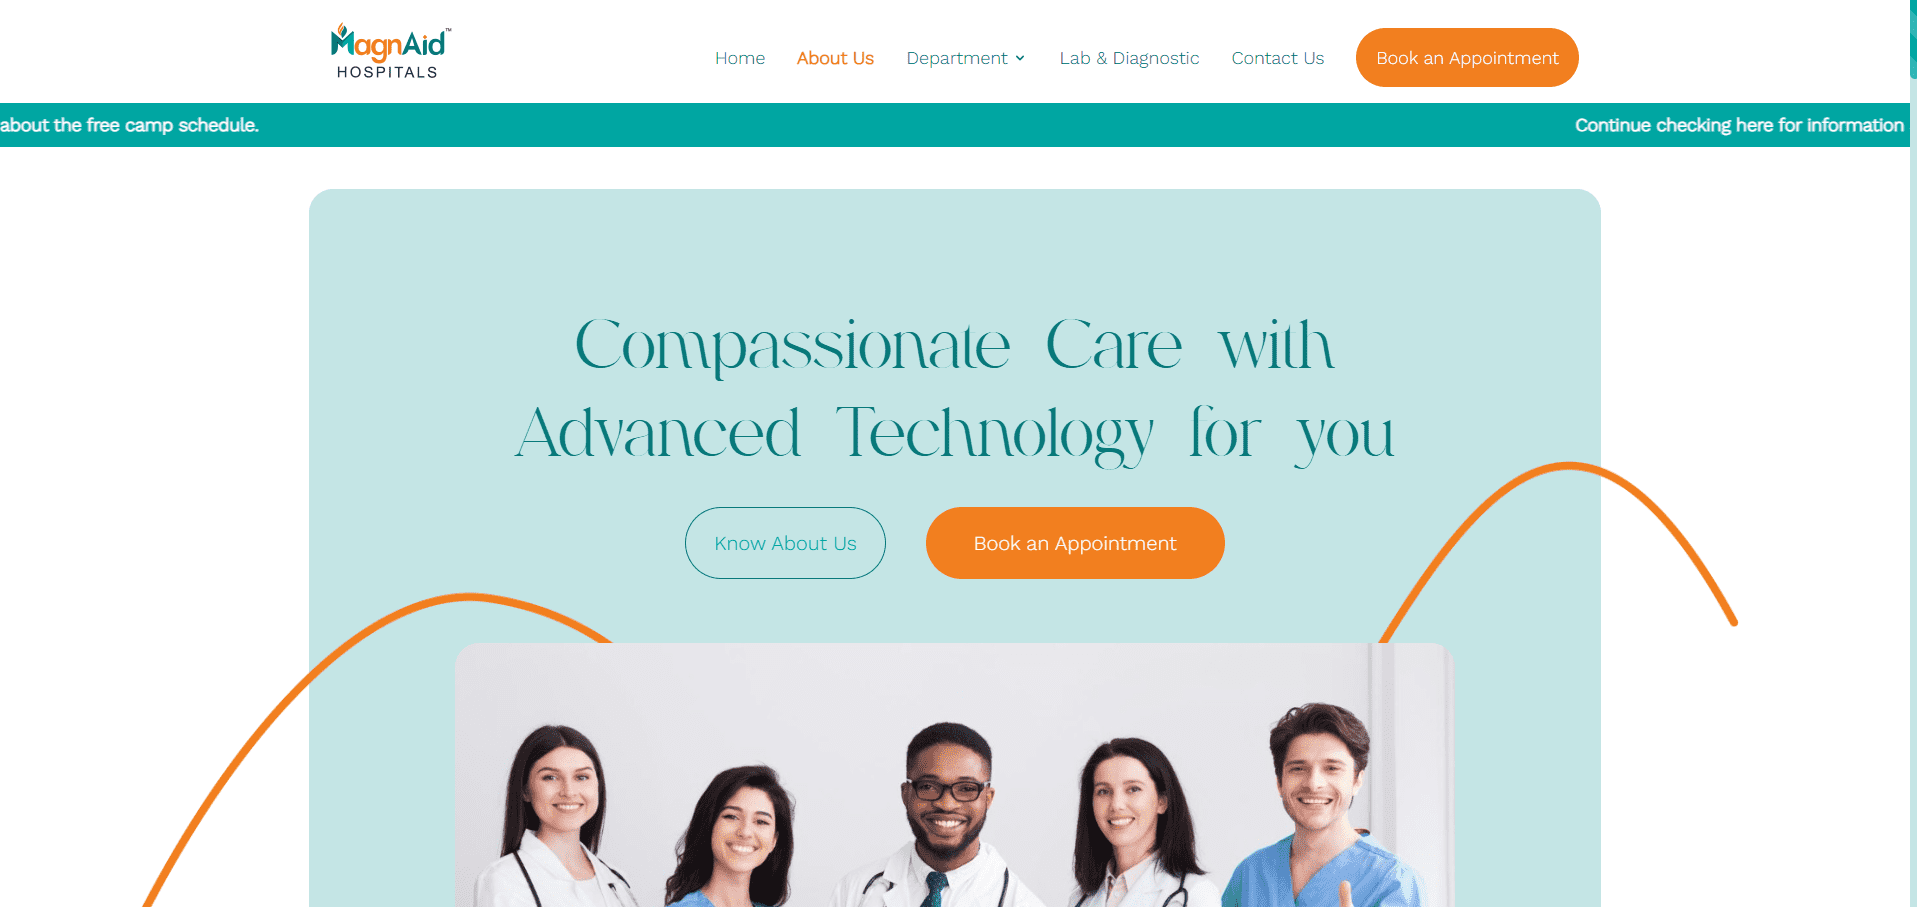 MagnAid™
HOSPITALS
Home
About Us
Department
Lab & Diagnostic
Contact Us
Book an Appointment
about the free camp schedule.
Continue checking here for information
Compassionate Care with
Advanced Technology for you
Know About Us
Book an Appointment